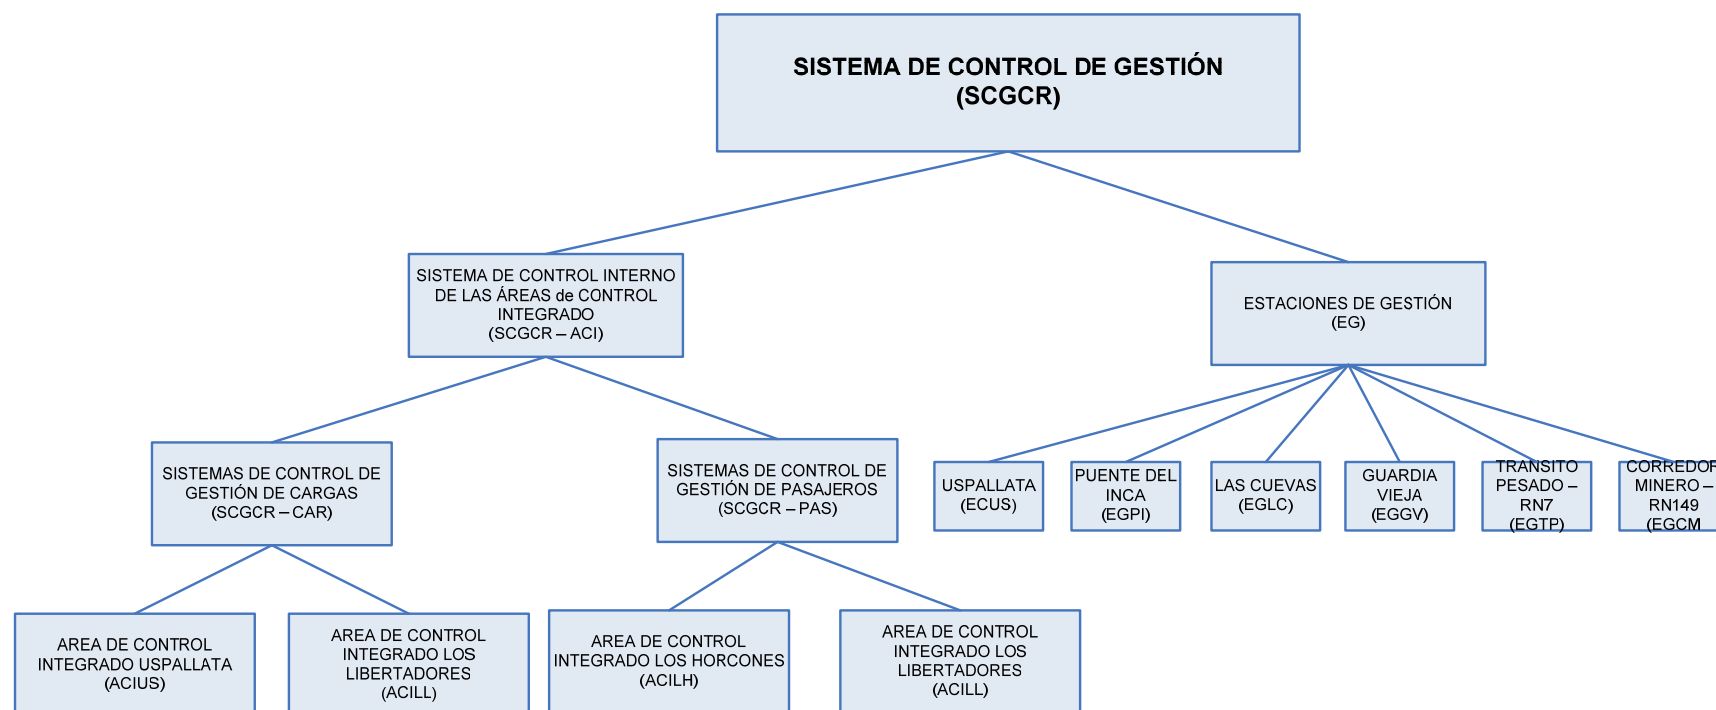 SISTEMA DE CONTROL DE GESTIÓN
(SCGCR)
SISTEMA DE CONTROL INTERNO
DE LAS ÁREAS de CONTROL
INTEGRADO
(SCGCR – ACI)
ESTACIONES DE GESTIÓN
(EG)
SISTEMAS DE CONTROL DE
GESTIÓN DE CARGAS
(SCGCR – CAR)
SISTEMAS DE CONTROL DE
GESTIÓN DE PASAJEROS
(SCGCR – PAS)
USPALLATA
(ECUS)
PUENTE DEL
INCA
(EGPI)
LAS CUEVAS
(EGLC)
GUARDIA
VIEJA
(EGGV)
TRANSITO
PESADO –
RN7
(EGTP)
CORREDOR
MINERO –
RN149
(EGCM
AREA DE CONTROL
INTEGRADO USPALLATA
(ACIUS)
AREA DE CONTROL
INTEGRADO LOS
LIBERTADORES
(ACILL)
AREA DE CONTROL
INTEGRADO LOS HORCONES
(ACILH)
AREA DE CONTROL
INTEGRADO LOS
LIBERTADORES
(ACILL)